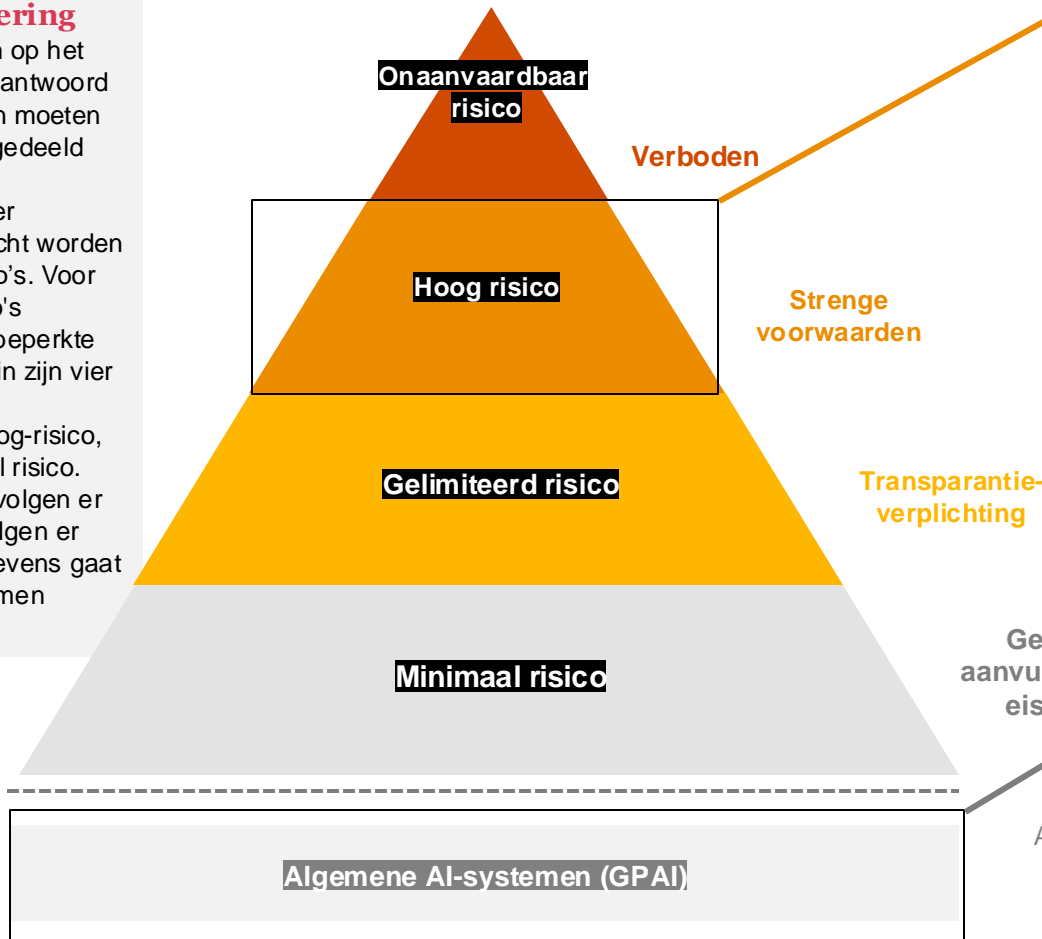 ering
op het
antwoord
moeten
gedeeld
er
cht worden
o's. Voor
o's
beperkte
in zijn vier
og-risico,
l risico.
volgen er
lgen er
evens gaat
men
Onaanvaardbaar
risico
Verboden
Hoog risico
Strenge
voorwaarden
Gelimiteerd risico
Transparantie-
verplichting
Minimaal risico
Ge
aanvu
eis
Algemene AI-systemen (GPAI)